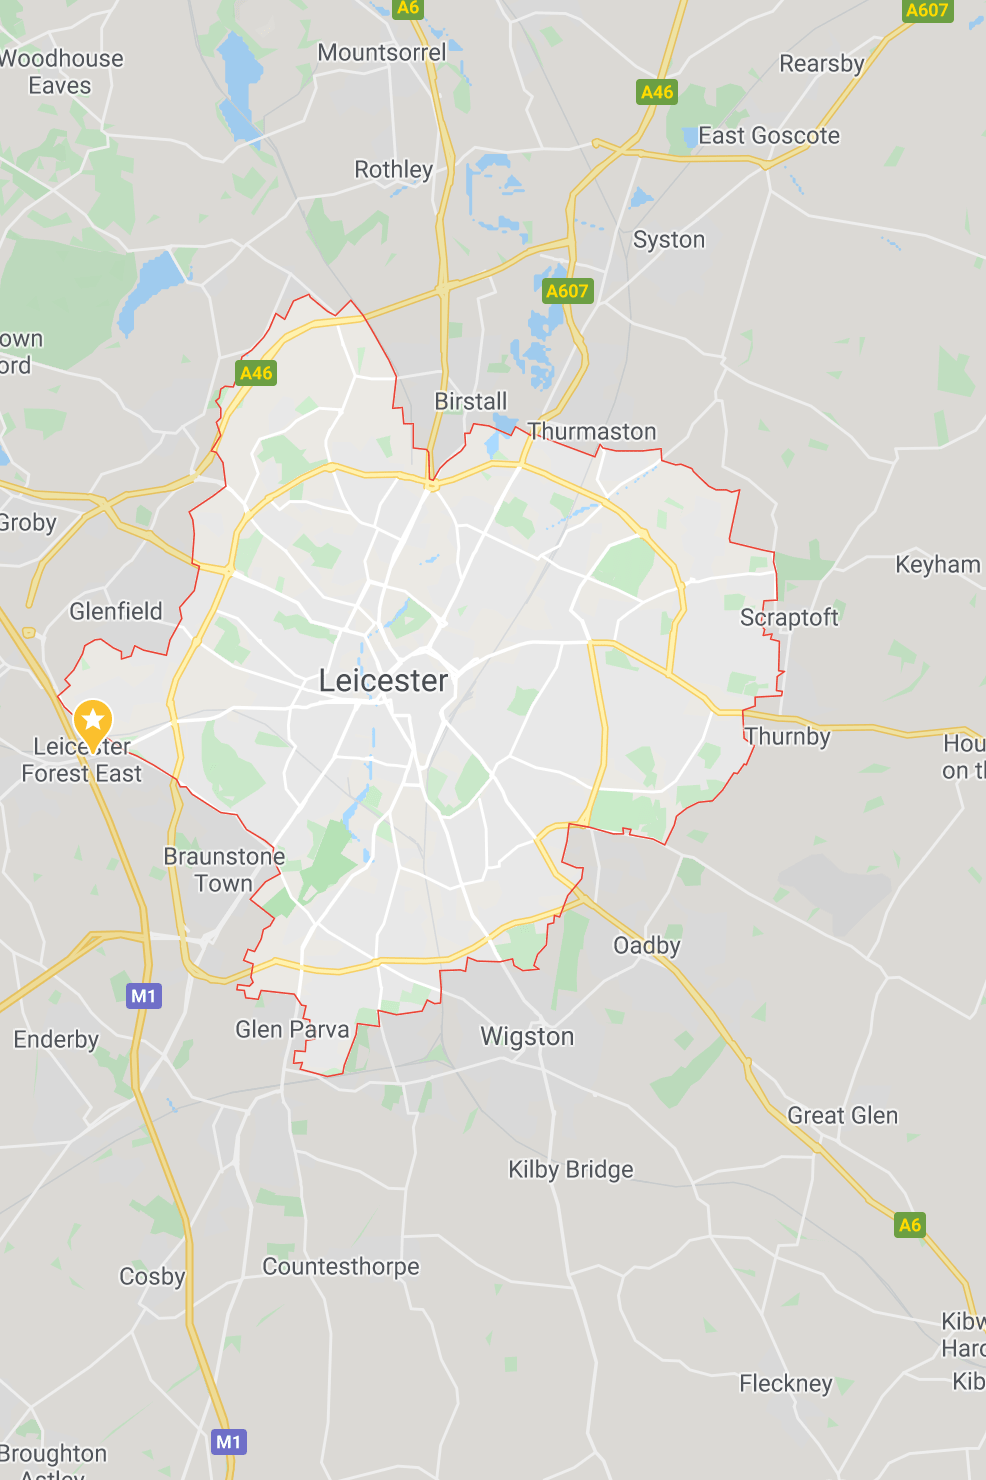 A6
A607
Mountsorrel
Woodhouse
Eaves
Rearsby
A46
East Goscote
Rothley
Syston
A607
own
ord
A46
Birstall
Thurmaston
Groby
Keyham
Glenfield
Scraptoft
Leicester
Thurnby
Hou
on th
Leicester
Forest East
Braunstone
Town
Oadby
M1
Glen Parva
Wigston
Enderby
Great Glen
Kilby Bridge
A6
Countesthorpe
Cosby
Kibw
Harc
Fleckney
Kib
M1
Broughton
Astley